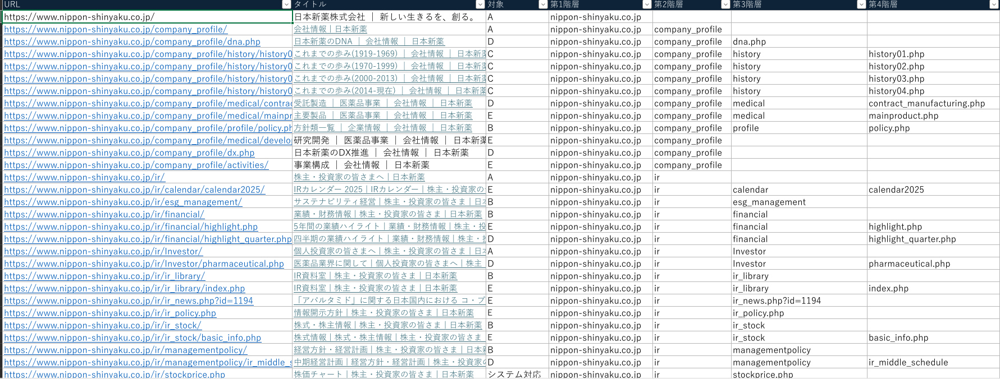 URL タイトル 対象 第1階層 第2階層 第3階層 第4階層
https://www.nippon-shinyaku.co.jp/ 日本新薬株式会社 ｜ 新しい生きるを、創る。 A nippon-shinyaku.co.jp
https://www.nippon-shinyaku.co.jp/company_profile/ 会社情報｜日本新薬 A nippon-shinyaku.co.jp company_profile
https://www.nippon-shinyaku.co.jp/company_profile/dna.php 日本新薬のDNA ｜ 会社情報 ｜ 日本新薬 D nippon-shinyaku.co.jp company_profile dna.php
https://www.nippon-shinyaku.co.jp/company_profile/history/history0 これまでの歩み(1919-1969) ｜ 会社情報 ｜ 日本新薬 C nippon-shinyaku.co.jp company_profile history history01.php
https://www.nippon-shinyaku.co.jp/company_profile/history/history0 これまでの歩み(1970-1999) ｜ 会社情報 ｜ 日本新薬 C nippon-shinyaku.co.jp company_profile history history02.php
https://www.nippon-shinyaku.co.jp/company_profile/history/history0 これまでの歩み(2000-2013) ｜ 会社情報 ｜ 日本新薬 C nippon-shinyaku.co.jp company_profile history history03.php
https://www.nippon-shinyaku.co.jp/company_profile/history/history0 これまでの歩み(2014-現在) ｜ 会社情報 ｜ 日本新薬 C nippon-shinyaku.co.jp company_profile history history04.php
https://www.nippon-shinyaku.co.jp/company_profile/medical/contrac 受託製造 ｜ 医薬品事業 ｜ 会社情報 ｜ 日本新薬 D nippon-shinyaku.co.jp company_profile medical contract_manufacturing.php
https://www.nippon-shinyaku.co.jp/company_profile/medical/mainpr 主要製品 ｜ 医薬品事業 ｜ 会社情報 ｜ 日本新薬 E nippon-shinyaku.co.jp company_profile medical mainproduct.php
https://www.nippon-shinyaku.co.jp/company_profile/profile/policy.ph 方針類一覧 ｜ 企業情報 ｜ 会社情報 ｜ 日本新薬 B nippon-shinyaku.co.jp company_profile profile policy.php
https://www.nippon-shinyaku.co.jp/company_profile/medical/develo 研究開発 ｜ 医薬品事業 ｜ 会社情報 ｜ 日本新薬 E nippon-shinyaku.co.jp company_profile
https://www.nippon-shinyaku.co.jp/company_profile/dx.php 日本新薬のDX推進 ｜ 会社情報 ｜ 日本新薬 D nippon-shinyaku.co.jp company_profile
https://www.nippon-shinyaku.co.jp/company_profile/activities/ 事業構成 ｜ 会社情報 ｜ 日本新薬 E nippon-shinyaku.co.jp company_profile
https://www.nippon-shinyaku.co.jp/ir/ 株主・投資家の皆さまへ｜日本新薬 A nippon-shinyaku.co.jp ir
https://www.nippon-shinyaku.co.jp/ir/calendar/calendar2025/ IRカレンダー 2025｜IRカレンダー｜株主・投資家の E nippon-shinyaku.co.jp ir calendar calendar2025
https://www.nippon-shinyaku.co.jp/ir/esg_management/ サステナビリティ経営｜株主・投資家の皆さま｜日本 B nippon-shinyaku.co.jp ir esg_management
https://www.nippon-shinyaku.co.jp/ir/financial/ 業績・財務情報｜株主・投資家の皆さま｜日本新薬 B nippon-shinyaku.co.jp ir financial
https://www.nippon-shinyaku.co.jp/ir/financial/highlight.php 5年間の業績ハイライト｜業績・財務情報｜株主・投 E nippon-shinyaku.co.jp ir financial highlight.php
https://www.nippon-shinyaku.co.jp/ir/financial/highlight_quarter.php 四半期の業績ハイライト｜業績・財務情報｜株主・ D nippon-shinyaku.co.jp ir financial highlight_quarter.php
https://www.nippon-shinyaku.co.jp/ir/Investor/ 個人投資家の皆さまへ｜株主・投資家の皆さま｜日本 A nippon-shinyaku.co.jp ir Investor
https://www.nippon-shinyaku.co.jp/ir/Investor/pharmaceutical.php 医薬品業界に関して｜個人投資家の皆さまへ｜株主 D nippon-shinyaku.co.jp ir Investor pharmaceutical.php
https://www.nippon-shinyaku.co.jp/ir/ir_library/ IR資料室｜株主・投資家の皆さま｜日本新薬 B nippon-shinyaku.co.jp ir ir_library
https://www.nippon-shinyaku.co.jp/ir/ir_library/index.php IR資料室｜株主・投資家の皆さま｜日本新薬 E nippon-shinyaku.co.jp ir ir_library index.php
https://www.nippon-shinyaku.co.jp/ir/ir_news.php?id=1194 「アパルタミド」に関する日本国内における コ・プ E nippon-shinyaku.co.jp ir ir_news.php?id=1194
https://www.nippon-shinyaku.co.jp/ir/ir_policy.php 情報開示方針｜株主・投資家の皆さま｜日本新薬 E nippon-shinyaku.co.jp ir ir_policy.php
https://www.nippon-shinyaku.co.jp/ir/ir_stock/ 株式・株主情報｜株主・投資家の皆さま｜日本新薬 B nippon-shinyaku.co.jp ir ir_stock
https://www.nippon-shinyaku.co.jp/ir/ir_stock/basic_info.php 株式情報｜株式・株主情報｜株主・投資家の皆さま E nippon-shinyaku.co.jp ir ir_stock basic_info.php
https://www.nippon-shinyaku.co.jp/ir/managementpolicy/ 経営方針・経営計画｜株主・投資家の皆さま｜日本新 B nippon-shinyaku.co.jp ir managementpolicy
https://www.nippon-shinyaku.co.jp/ir/managementpolicy/ir_middle_s 中期経営計画｜経営方針・経営計画｜株主・投資家の D nippon-shinyaku.co.jp ir managementpolicy ir_middle_schedule
https://www.nippon-shinyaku.co.jp/ir/stockprice.php 株価チャート｜株主・投資家の皆さま｜日本新薬 システム対応 nippon-shinyaku.co.jp ir stockprice.php